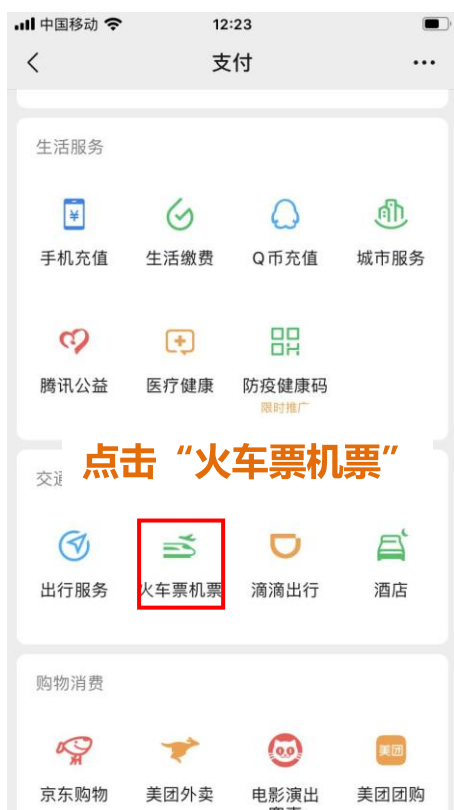 中国移动 12:23
支付
生活服务
¥
手机充值 生活缴费 Q币充值 城市服务
腾讯公益 医疗健康 防疫健康码
限时推广
点击“火车票机票”
交通
出行服务 火车票机票 滴滴出行 酒店
购物消费
美团
京东购物 美团外卖 电影演出 美团团购